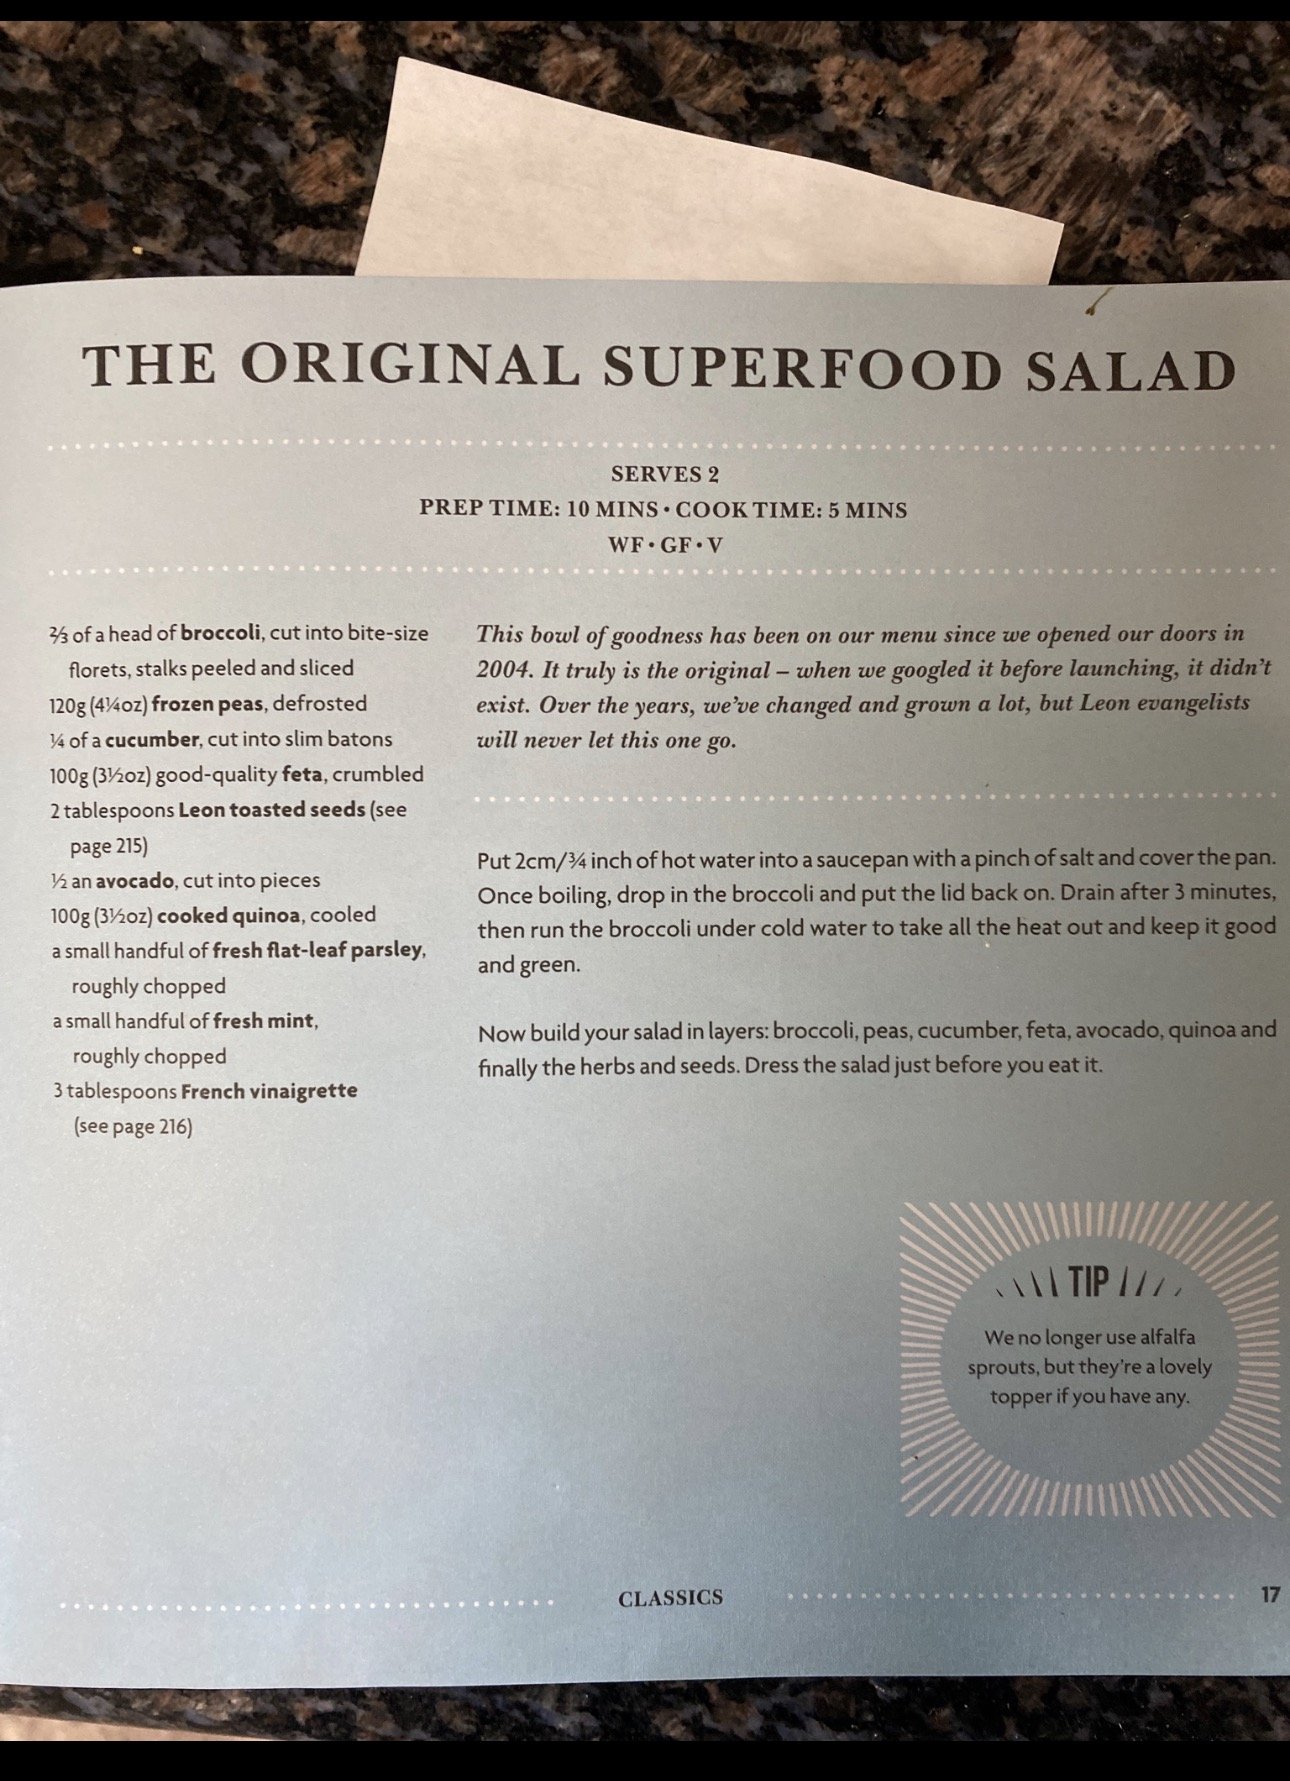 THE ORIGINAL SUPERFOOD SALAD
SERVES 2
PREP TIME: 10 MINS • COOK TIME: 5 MINS
WF • GF • V
⅔ of a head of broccoli, cut into bite-size
florets, stalks peeled and sliced
120g (4¼oz) frozen peas, defrosted
¼ of a cucumber, cut into slim batons
100g (3½oz) good-quality feta, crumbled
2 tablespoons Leon toasted seeds (see
page 215)
½ an avocado, cut into pieces
100g (3½oz) cooked quinoa, cooled
a small handful of fresh flat-leaf parsley,
roughly chopped
a small handful of fresh mint,
roughly chopped
3 tablespoons French vinaigrette
(see page 216)
This bowl of goodness has been on our menu since we opened our doors in
2004. It truly is the original – when we googled it before launching, it didn't
exist. Over the years, we've changed and grown a lot, but Leon evangelists
will never let this one go.
Put 2cm/¾ inch of hot water into a saucepan with a pinch of salt and cover the pan.
Once boiling, drop in the broccoli and put the lid back on. Drain after 3 minutes,
then run the broccoli under cold water to take all the heat out and keep it good
and green.
Now build your salad in layers: broccoli, peas, cucumber, feta, avocado, quinoa and
finally the herbs and seeds. Dress the salad just before you eat it.
TIP
We no longer use alfalfa
sprouts, but they're a lovely
topper if you have any.
CLASSICS
17